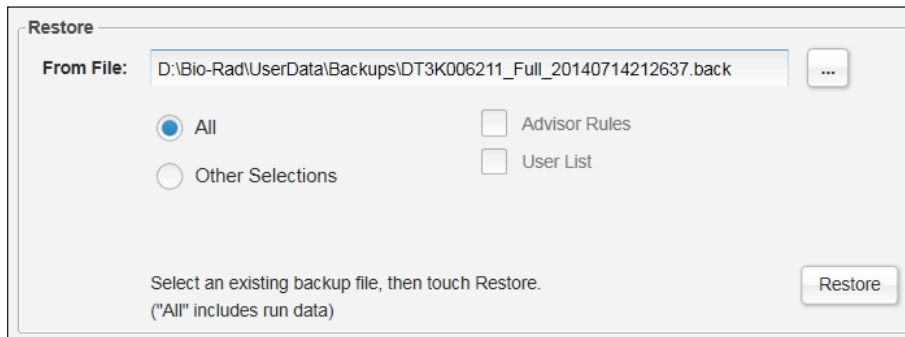 Restore
From File: D:\Bio-Rad\UserData\Backups\DT3K006211_Full_20140714212637.back ...
All Advisor Rules
Other Selections User List
Select an existing backup file, then touch Restore. Restore
("All" includes run data)